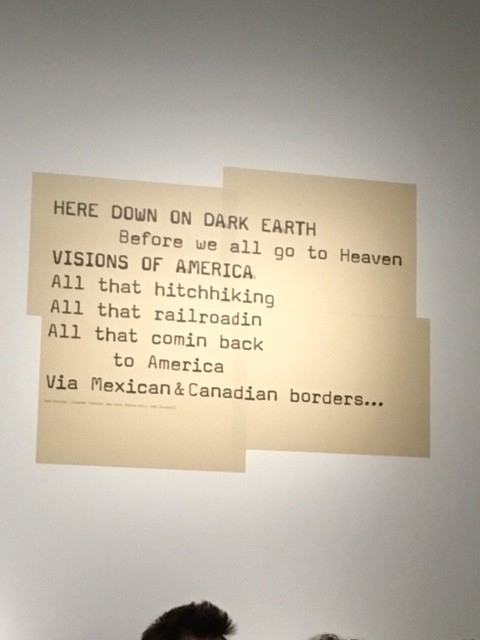 HERE DOWN ON DARK EARTH
Before we all go to Heaven
VISIONS OF AMERICA
All that hitchhiking
All that railroadin
All that comin back
to America
Via Mexican & Canadian borders...